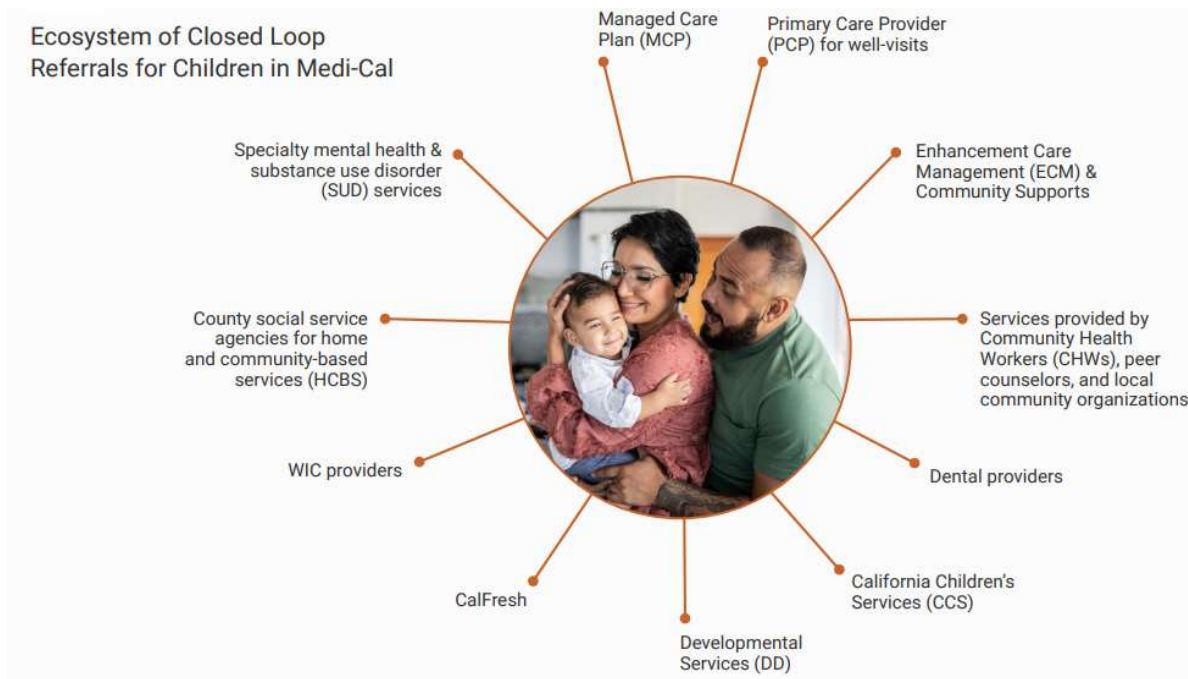 Ecosystem of Closed Loop
Referrals for Children in Medi-Cal
Managed Care
Plan (MCP)
Primary Care Provider
(PCP) for well-visits
Enhancement Care
Management (ECM) &
Community Supports
Services provided by
Community Health
Workers (CHWs), peer
counselors, and local
community organizations
Dental providers
California Children's
Services (CCS)
Developmental
Services (DD)
CalFresh
WIC providers
County social service
agencies for home
and community-based
services (HCBS)
Specialty mental health &
substance use disorder
(SUD) services